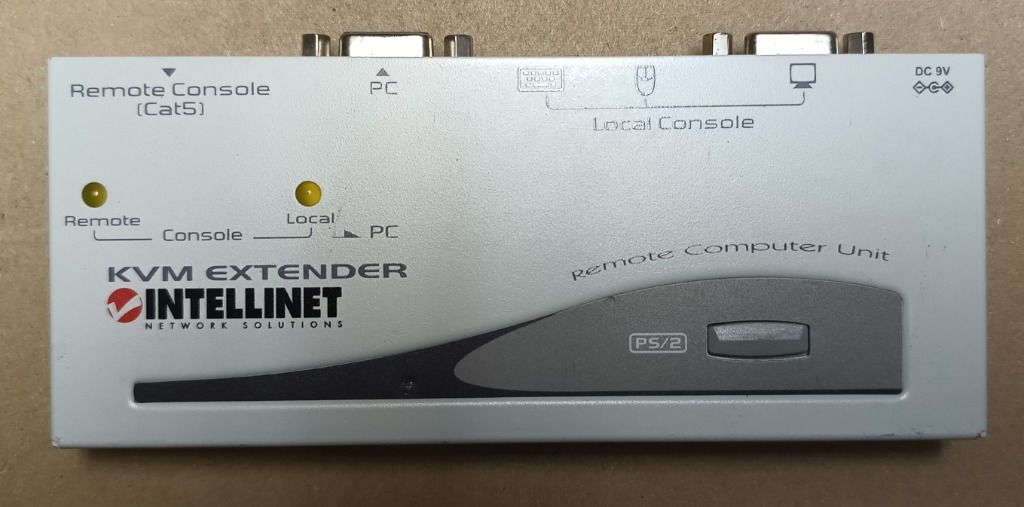 Remote Console
(Cat5)
PC
Local Console
DC 9V
Remote
Local
Console
PC
KVM EXTENDER
INTELLINET
NETWORK SOLUTIONS
Remote Computer Unit
PS/2